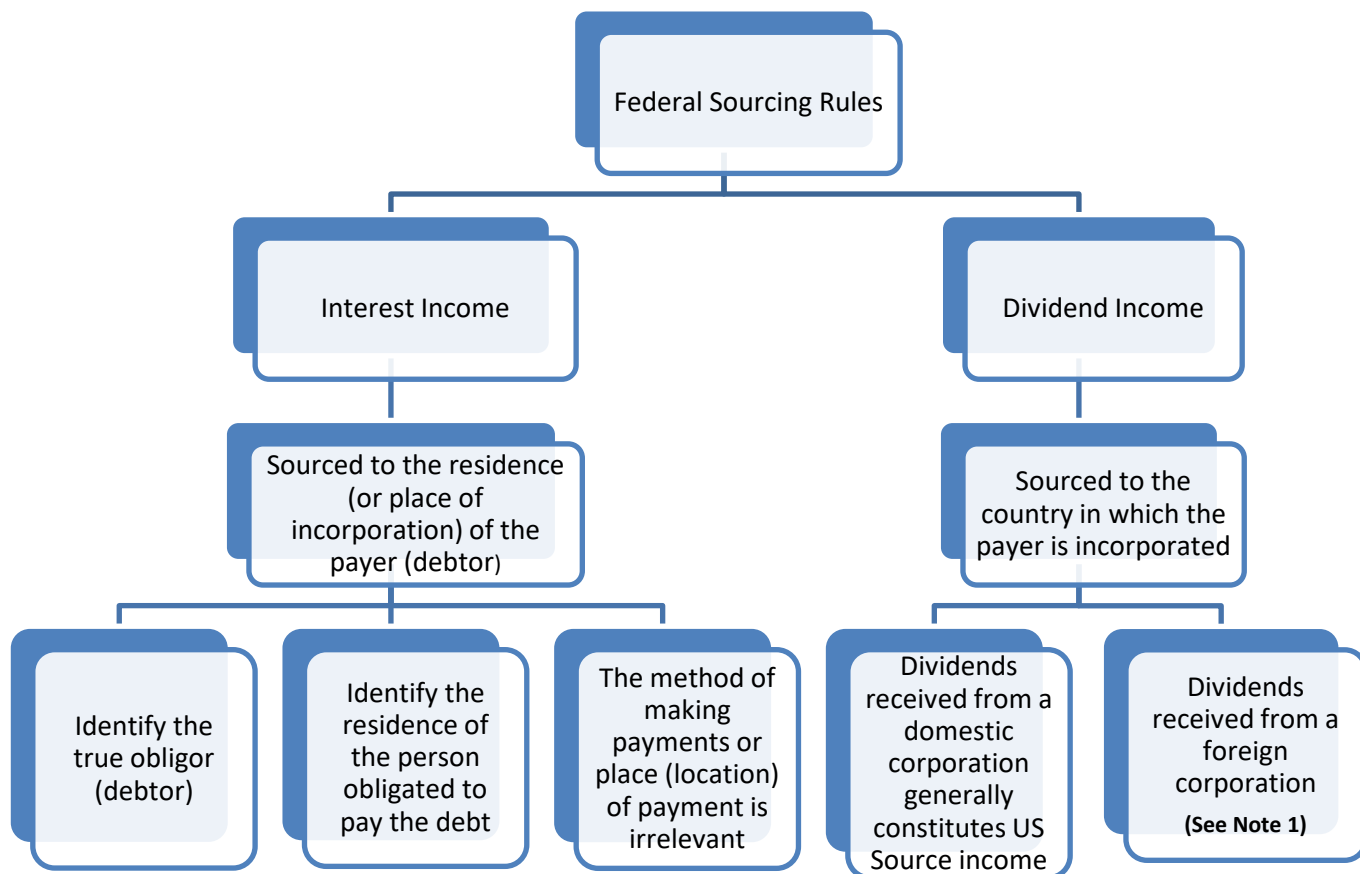 Federal Sourcing Rules
Interest Income
Dividend Income
Sourced to the residence
(or place of
incorporation) of the
payer (debtor)
Sourced to the
country in which the
payer is incorporated
Identify the
true obligor
(debtor)
Identify the
residence of
the person
obligated to
pay the debt
The method of
making
payments or
place (location)
of payment is
irrelevant
Dividends
received from a
domestic
corporation
generally
constitutes US
Source income
Dividends
received from a
foreign
corporation
(See Note 1)